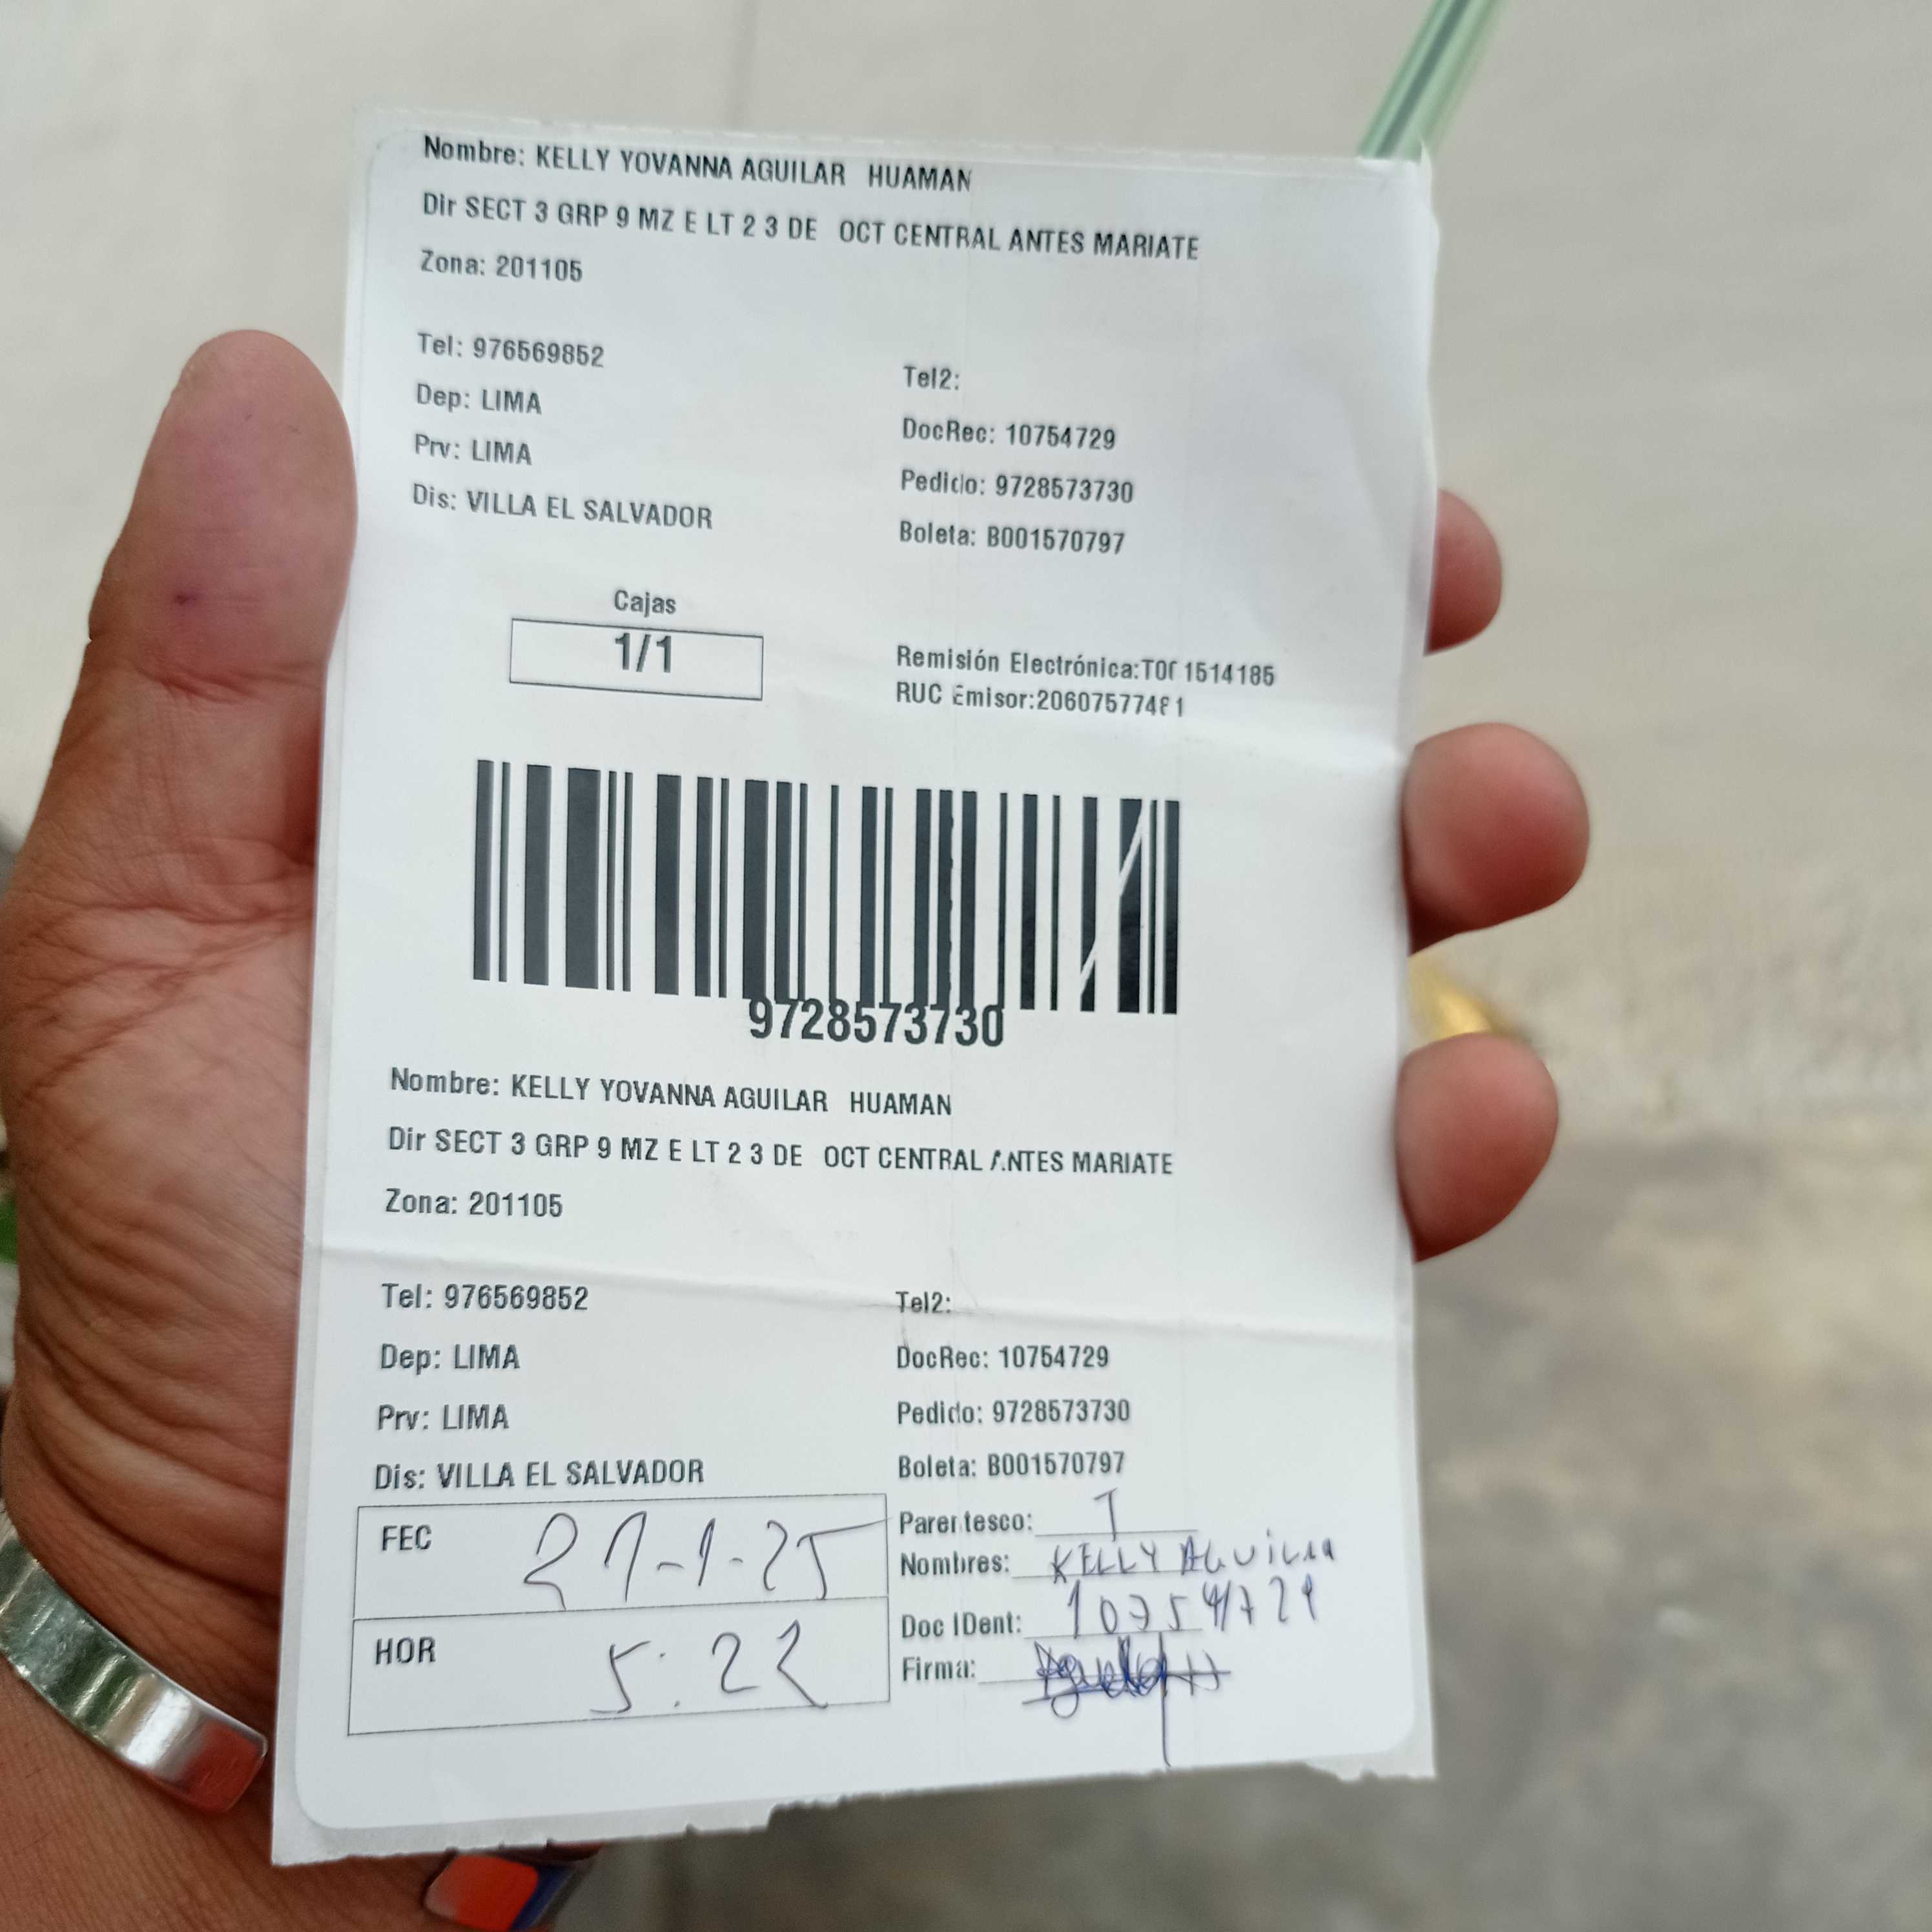 Nombre: KELLY YOVANNA AGUILAR HUAMAN
Dir SECT 3 GRP 9 MZ E LT 2 3 DE OCT CENTRAL ANTES MARIATE
Zona: 201105
Tel: 976569852
Tel2:
Dep: LIMA
DocRec: 10754729
Prv: LIMA
Pedido: 9728573730
Dis: VILLA EL SALVADOR
Boleta: B001570797
Cajas
1/1
Remisión Electrónica:
RUC Emisor:
9728573730
Nombre: KELLY YOVANNA AGUILAR HUAMAN
Dir SECT 3 GRP 9 MZ E LT 2 3 DE OCT CENTRAL ANTES MARIATE
Zona: 201105
Tel: 976569852
Tel2:
Dep: LIMA
DocRec: 10754729
Prv: LIMA
Pedido: 9728573730
Dis: VILLA EL SALVADOR
Boleta: B001570797
FEC 27-1-25
Parentesco: T
Nombres: KELLY AGUILAR
Doc IDent: 10754729
HOR 5:22
Firma: